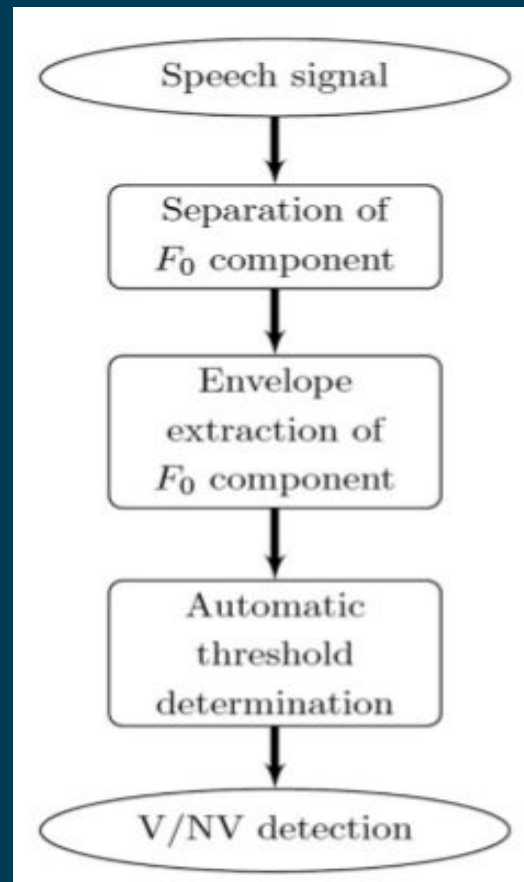 Speech signal
Separation of
F₀ component
Envelope
extraction of
F₀ component
Automatic
threshold
determination
V/NV detection